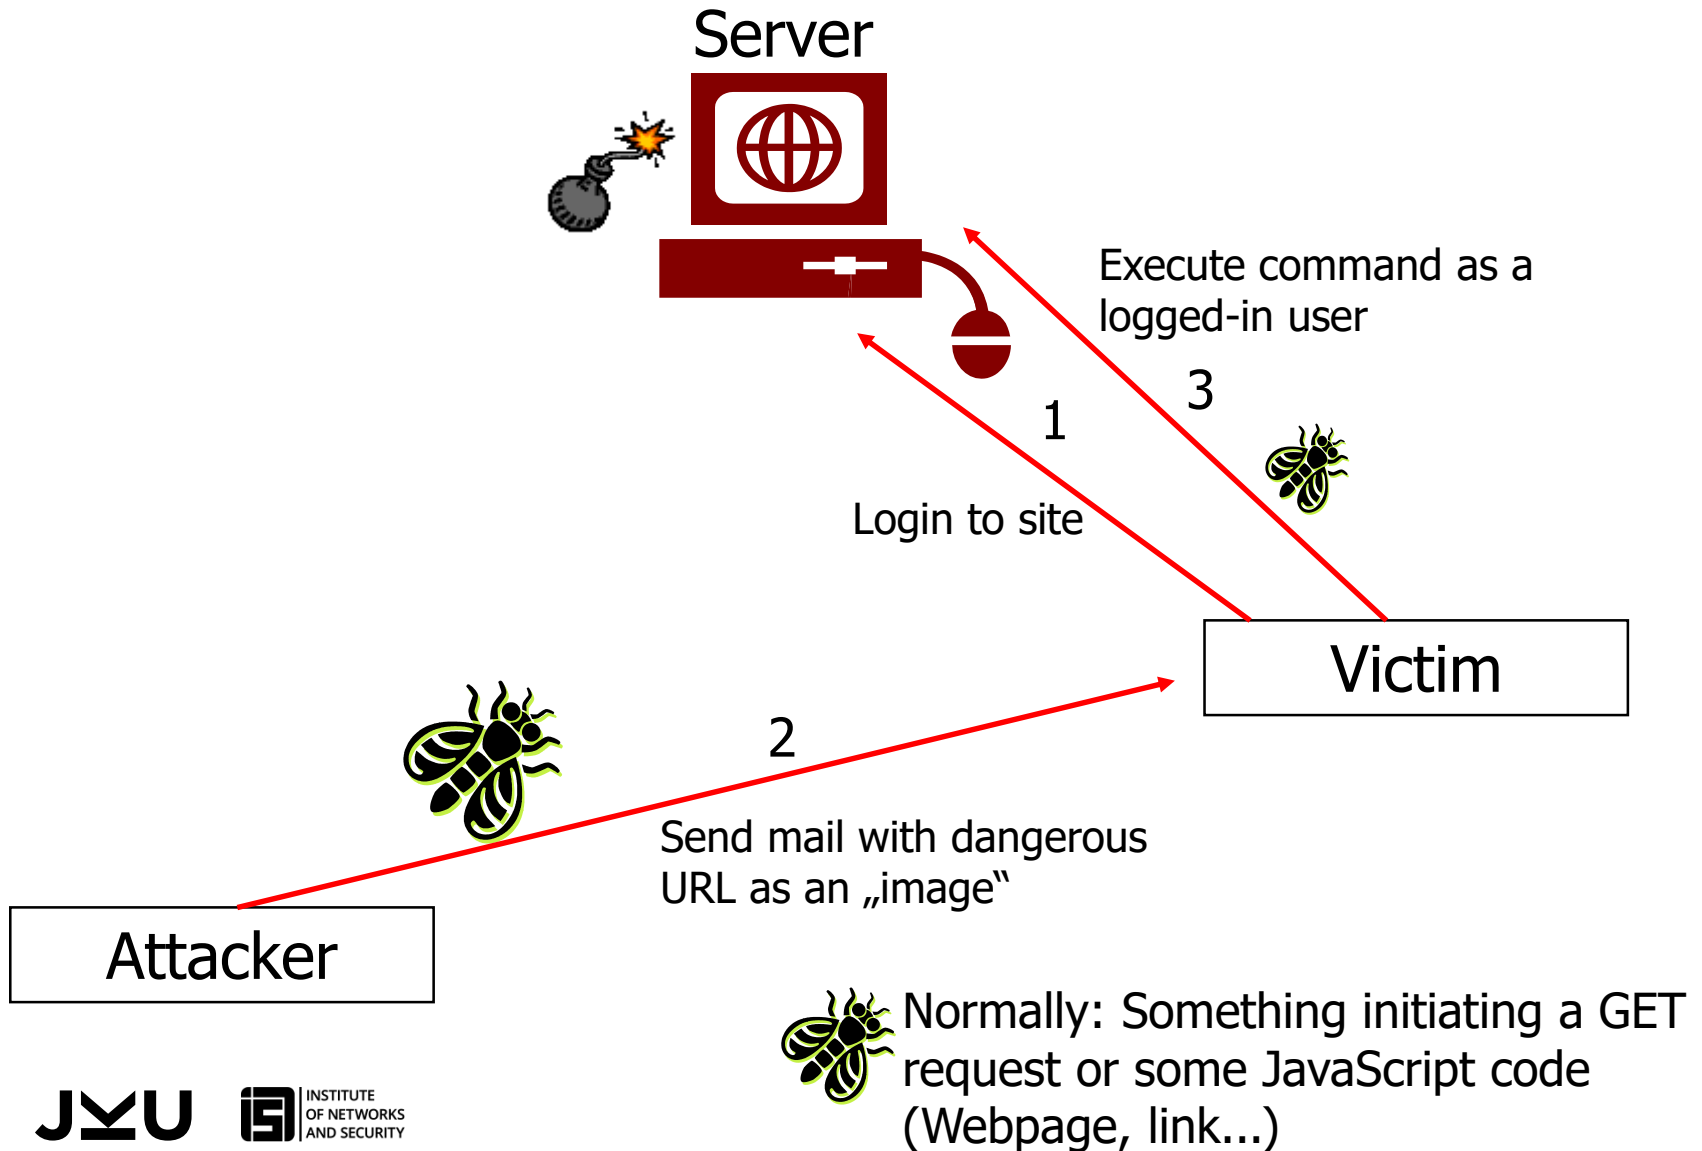 Server
Execute command as a
logged-in user
3
1
Login to site
Victim
2
Send mail with dangerous
URL as an „image“
Attacker
Normally: Something initiating a GET
request or some JavaScript code
(Webpage, link...)
JKU
INSTITUTE
OF NETWORKS
AND SECURITY